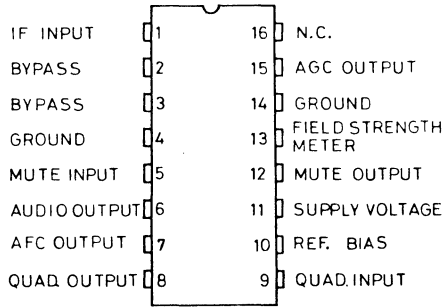 IF INPUT 1 16 N.C.
BYPASS 2 15 AGC OUTPUT
BYPASS 3 14 GROUND
GROUND 4 13 FIELD STRENGTH METER
MUTE INPUT 5 12 MUTE OUTPUT
AUDIO OUTPUT 6 11 SUPPLY VOLTAGE
AFC OUTPUT 7 10 REF. BIAS
QUAD. OUTPUT 8 9 QUAD. INPUT